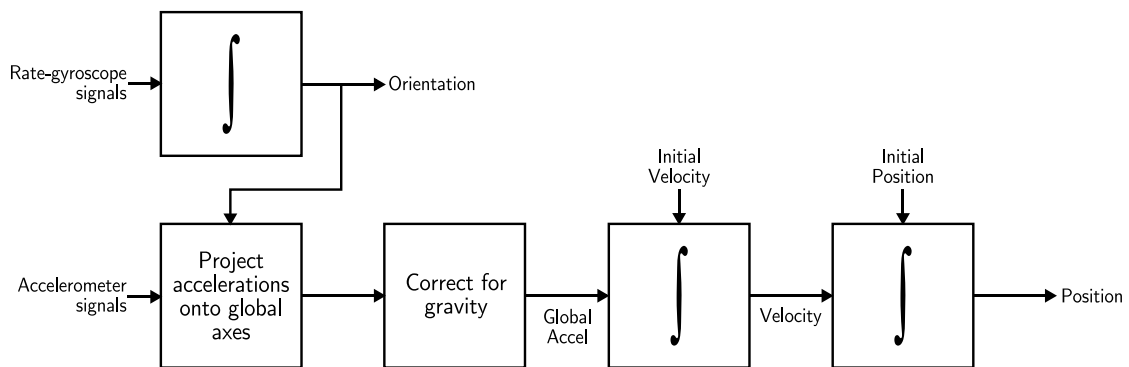 Rate-gyroscope
signals
∫
Orientation
Initial
Velocity
Initial
Position
Accelerometer
signals
Project
accelerations
onto global
axes
Correct for
gravity
Global
Accel
∫
Velocity
∫
Position